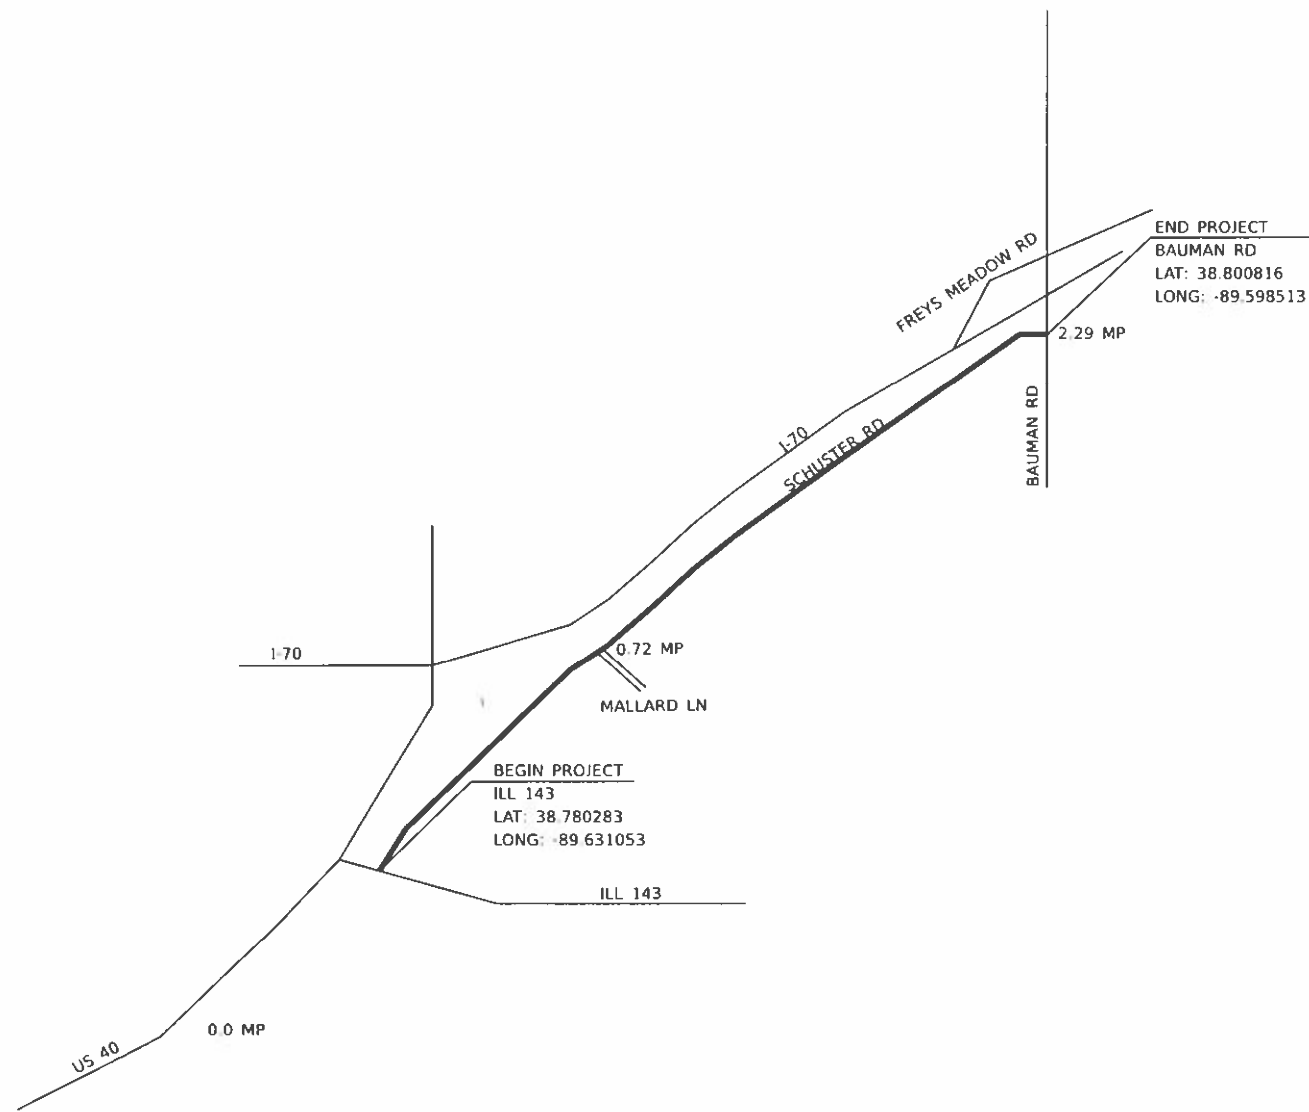 END PROJECT
BAUMAN RD
LAT: 38.800816
LONG: -89.598513
FREYS MEADOW RD
2.29 MP
BAUMAN RD
I-70
SCHUSTER RD
I-70
0.72 MP
MALLARD LN
BEGIN PROJECT
ILL 143
LAT: 38.780283
LONG: -89.631053
ILL 143
0.0 MP
US 40